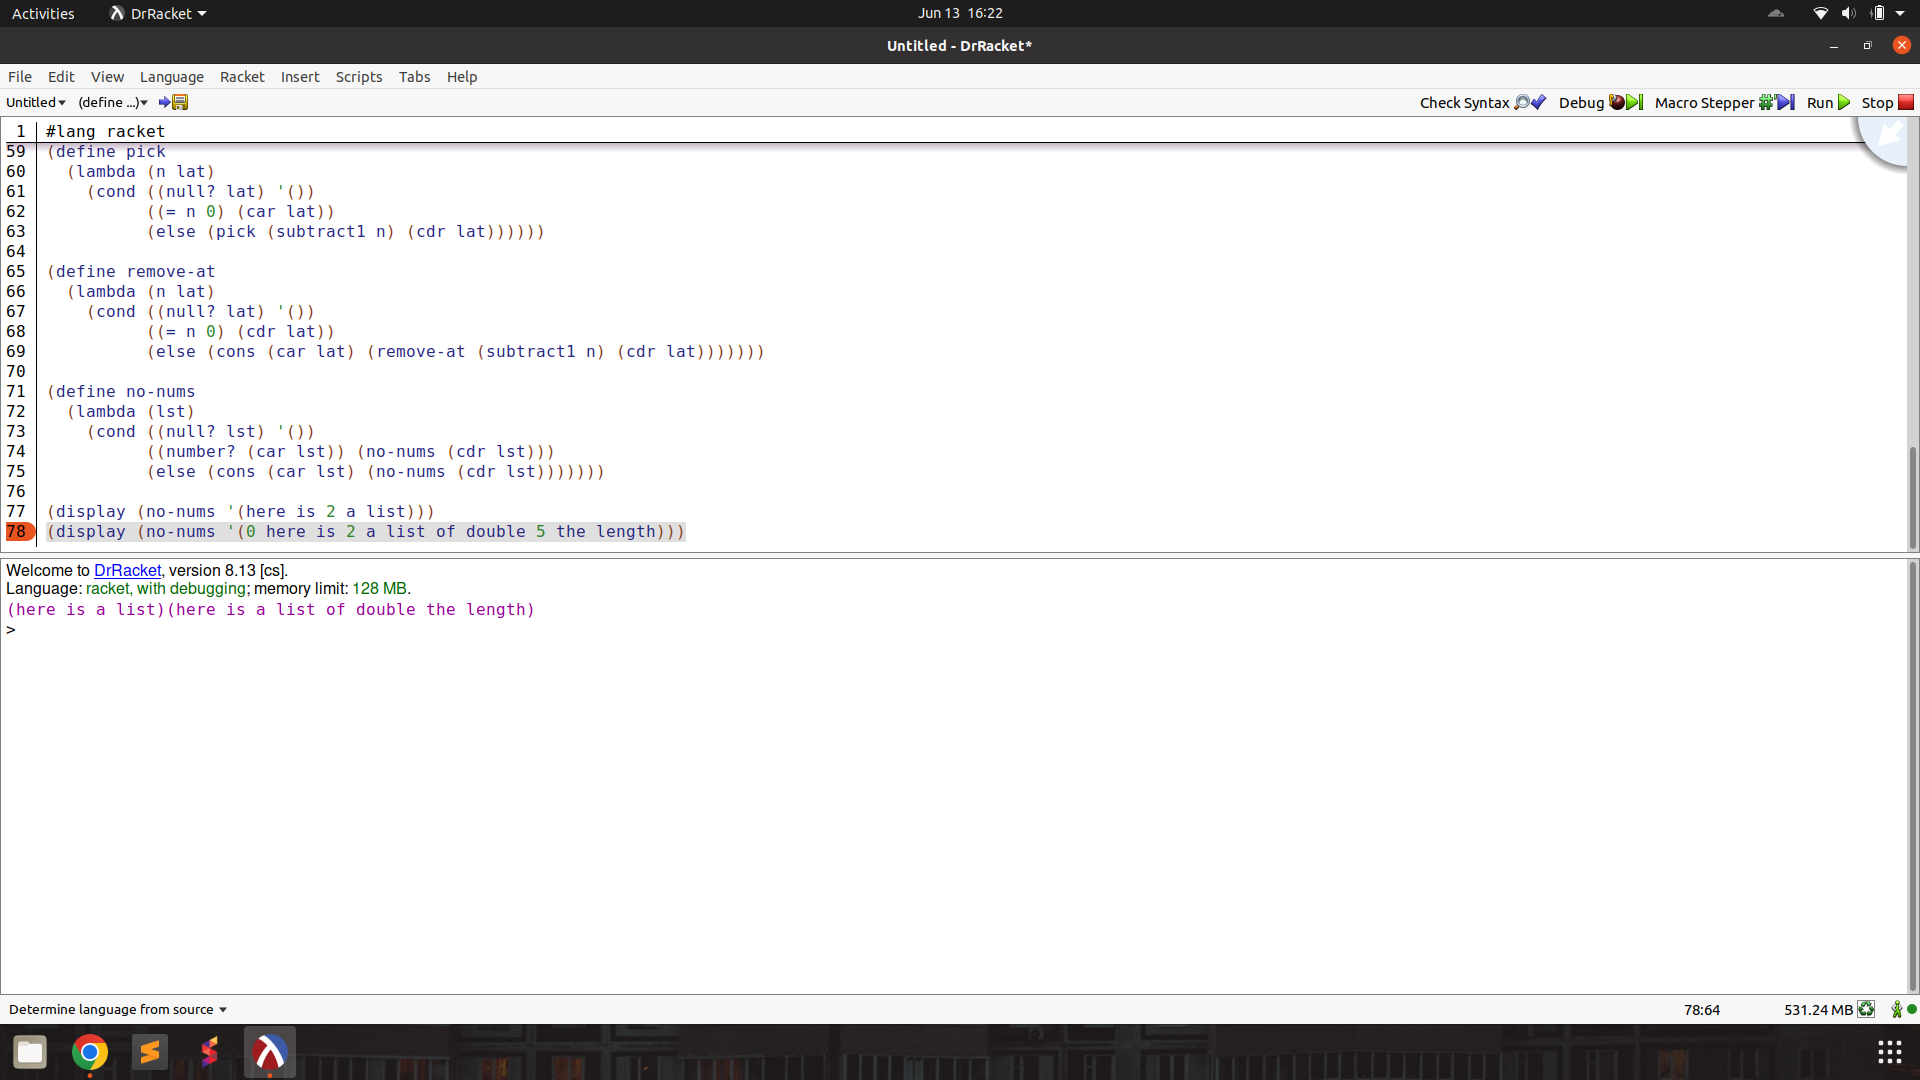 Activities DrRacket Jun 13 16:22
Untitled - DrRacket*
File Edit View Language Racket Insert Scripts Tabs Help
Untitled (define ...) Check Syntax Debug Macro Stepper Run Stop
1 #lang racket
59 (define pick
60 (lambda (n lat)
61 (cond ((null? lat) '())
62 ((= n 0) (car lat))
63 (else (pick (subtract1 n) (cdr lat))))))
64
65 (define remove-at
66 (lambda (n lat)
67 (cond ((null? lat) '())
68 ((= n 0) (cdr lat))
69 (else (cons (car lat) (remove-at (subtract1 n) (cdr lat)))))))
70
71 (define no-nums
72 (lambda (lst)
73 (cond ((null? lst) '())
74 ((number? (car lst)) (no-nums (cdr lst)))
75 (else (cons (car lst) (no-nums (cdr lst)))))))
76
77 (display (no-nums '(here is 2 a list)))
78 (display (no-nums '(0 here is 2 a list of double 5 the length)))
Welcome to DrRacket, version 8.13 [cs].
Language: racket, with debugging; memory limit: 128 MB.
(here is a list)(here is a list of double the length)
>
Determine language from source 78:64 531.24 MB